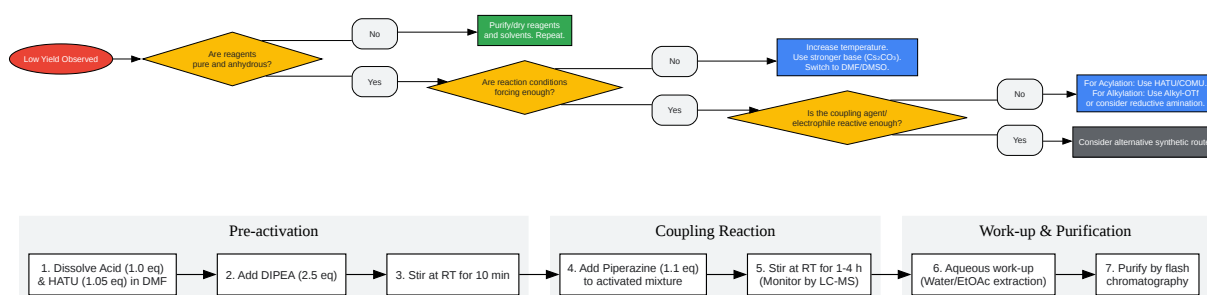 Low Yield Observed
Are reagents
pure and anhydrous?
No
Purify/dry reagents
and solvents. Repeat.
Yes
Are reaction conditions
forcing enough?
No
Increase temperature.
Use stronger base (Cs₂CO₃).
Switch to DMF/DMSO.
Yes
Is the coupling agent/
electrophile reactive enough?
No
For Acylation: Use HATU/COMU.
For Alkylation: Use Alkyl-OTf
or consider reductive amination.
Yes
Consider alternative synthetic route
Pre-activation
1. Dissolve Acid (1.0 eq)
& HATU (1.05 eq) in DMF
2. Add DIPEA (2.5 eq)
3. Stir at RT for 10 min
Coupling Reaction
4. Add Piperazine (1.1 eq)
to activated mixture
5. Stir at RT for 1-4 h
(Monitor by LC-MS)
Work-up & Purification
6. Aqueous work-up
(Water/EtOAc extraction)
7. Purify by flash
chromatography